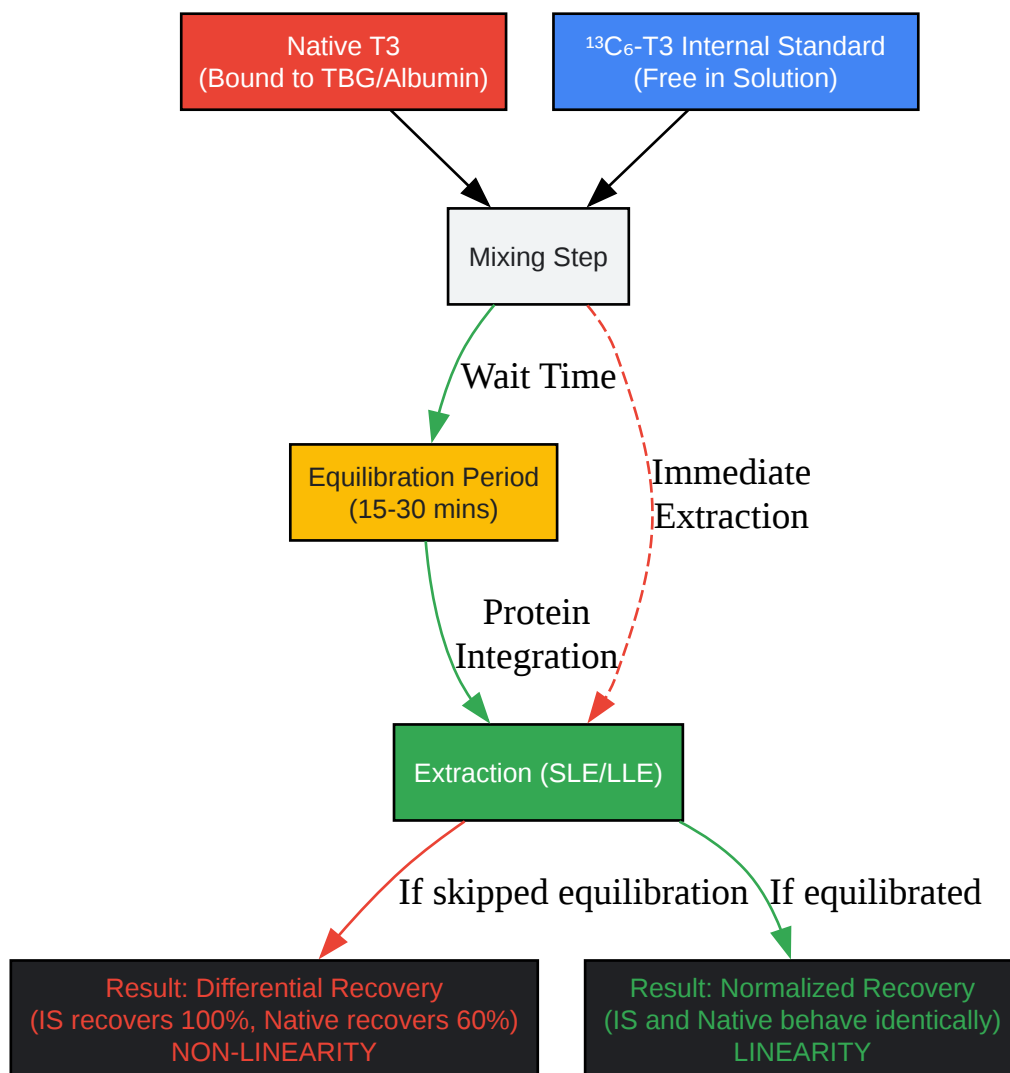 Native T3
(Bound to TBG/Albumin)
¹³C₆-T3 Internal Standard
(Free in Solution)
Mixing Step
Wait Time
Equilibration Period
(15-30 mins)
Immediate
Extraction
Protein
Integration
Extraction (SLE/LLE)
If skipped equilibration
If equilibrated
Result: Differential Recovery
(IS recovers 100%, Native recovers 60%)
NON-LINEARITY
Result: Normalized Recovery
(IS and Native behave identically)
LINEARITY